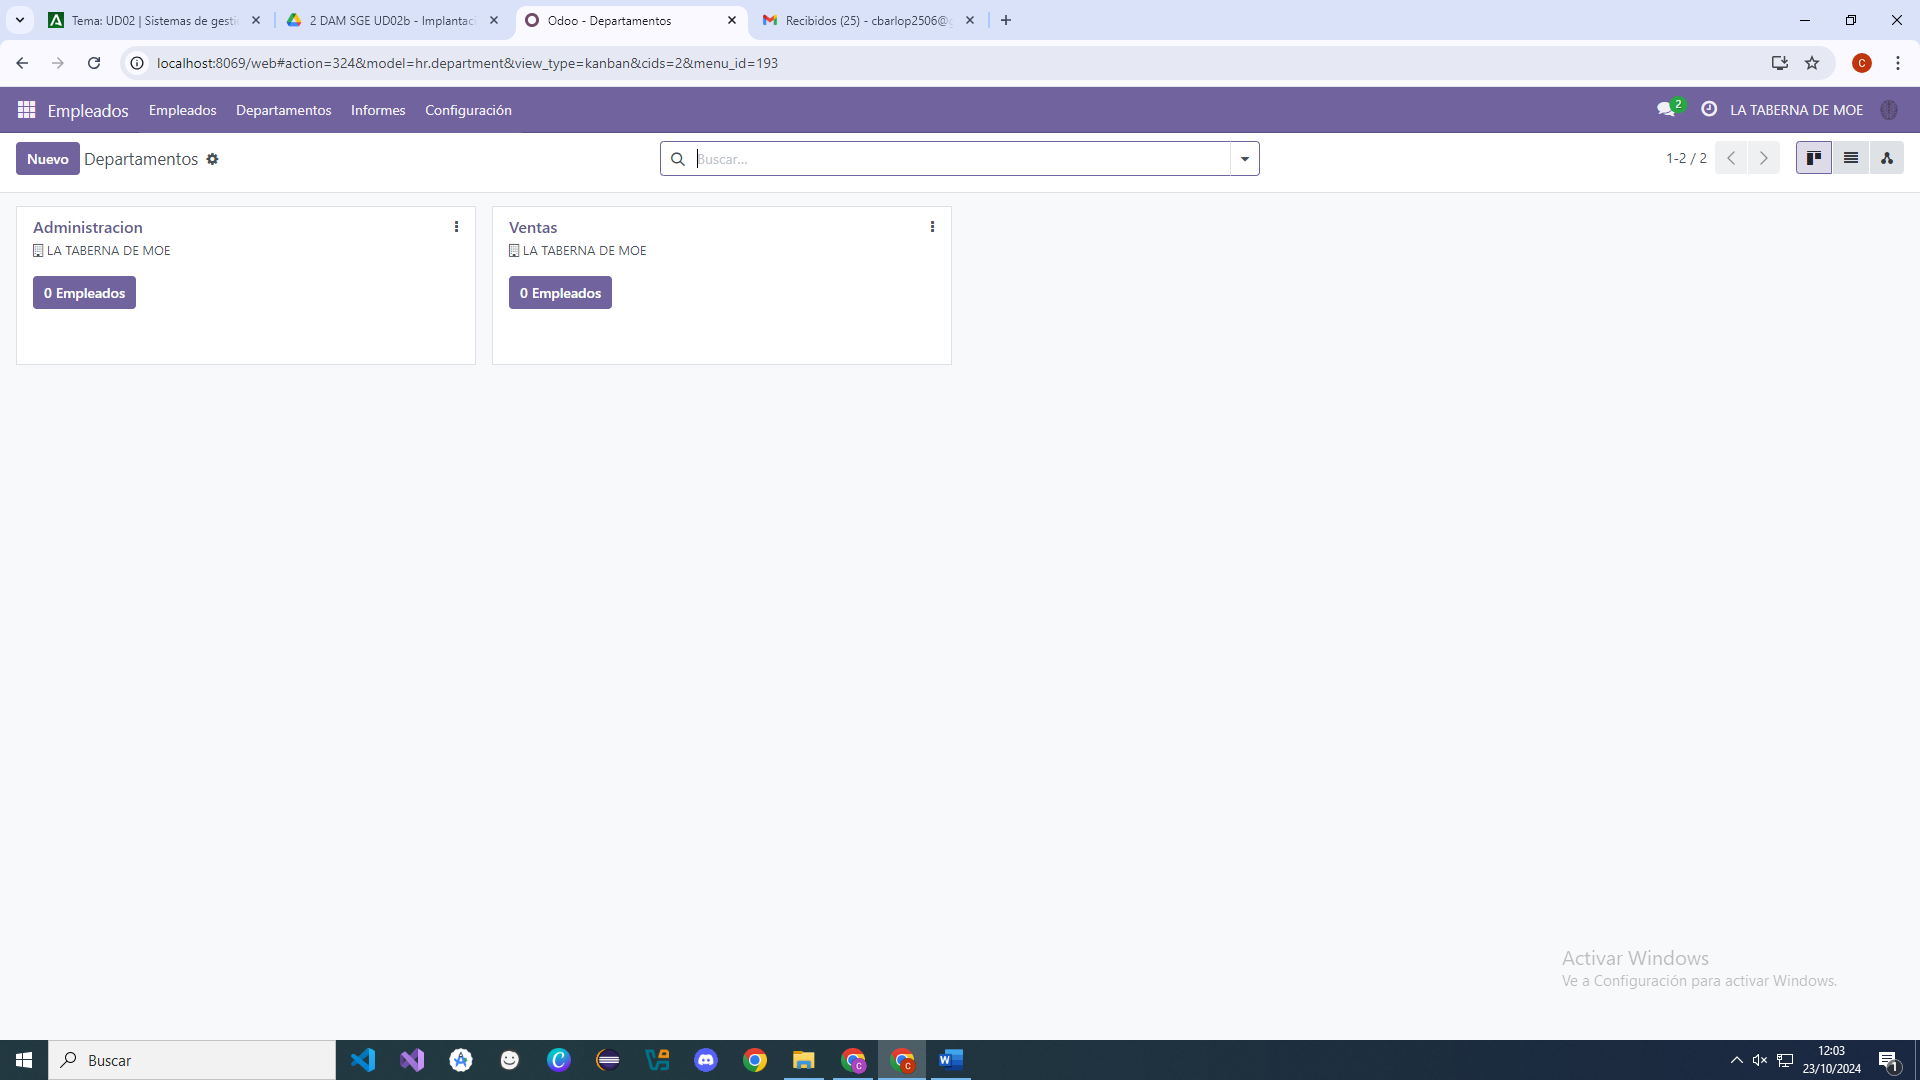 Tema: UD02 | Sistemas de gesti
2 DAM SGE UD02b - Implantaci
Odoo - Departamentos
Recibidos (25) - cbarlop2506@g
localhost:8069/web#action=324&model=hr.department&view_type=kanban&cids=2&menu_id=193
C
Empleados
Empleados
Departamentos
Informes
Configuración
2
LA TABERNA DE MOE
Nuevo
Departamentos
Buscar...
1-2 / 2
Administracion
LA TABERNA DE MOE
0 Empleados
Ventas
LA TABERNA DE MOE
0 Empleados
Activar Windows
Ve a Configuración para activar Windows.
Buscar
12:03
23/10/2024
1